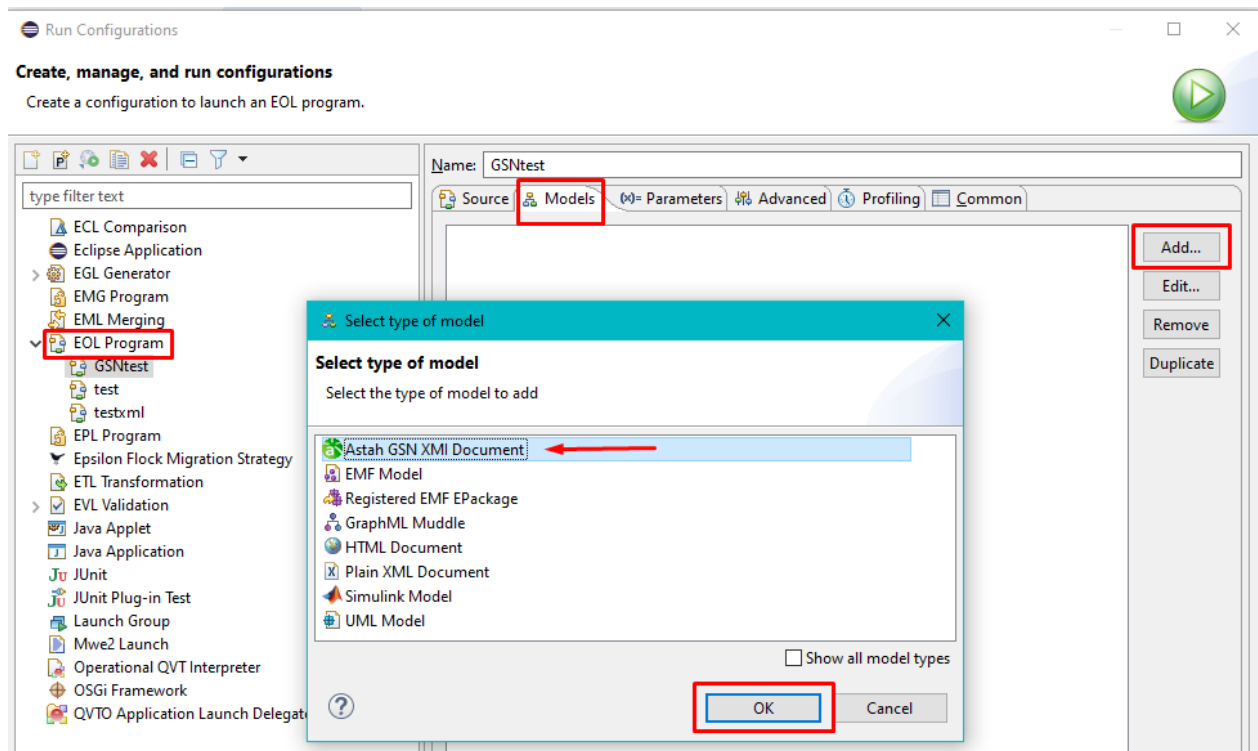 Run Configurations
Create, manage, and run configurations
Create a configuration to launch an EOL program.
Name: GSNtest
type filter text
Source Models (x)= Parameters Advanced Profiling Common
ECL Comparison
Eclipse Application
EGL Generator
EMG Program
EML Merging
EOL Program
GSNtest
test
testxml
EPL Program
Epsilon Flock Migration Strategy
ETL Transformation
EVL Validation
Java Applet
Java Application
JUnit
JUnit Plug-in Test
Launch Group
Mwe2 Launch
Operational QVT Interpreter
OSGi Framework
QVTO Application Launch Delegat
Add...
Edit...
Remove
Duplicate
Select type of model
Select type of model
Select the type of model to add
Astah GSN XMI Document
EMF Model
Registered EMF EPackage
GraphML Muddle
HTML Document
Plain XML Document
Simulink Model
UML Model
Show all model types
OK Cancel